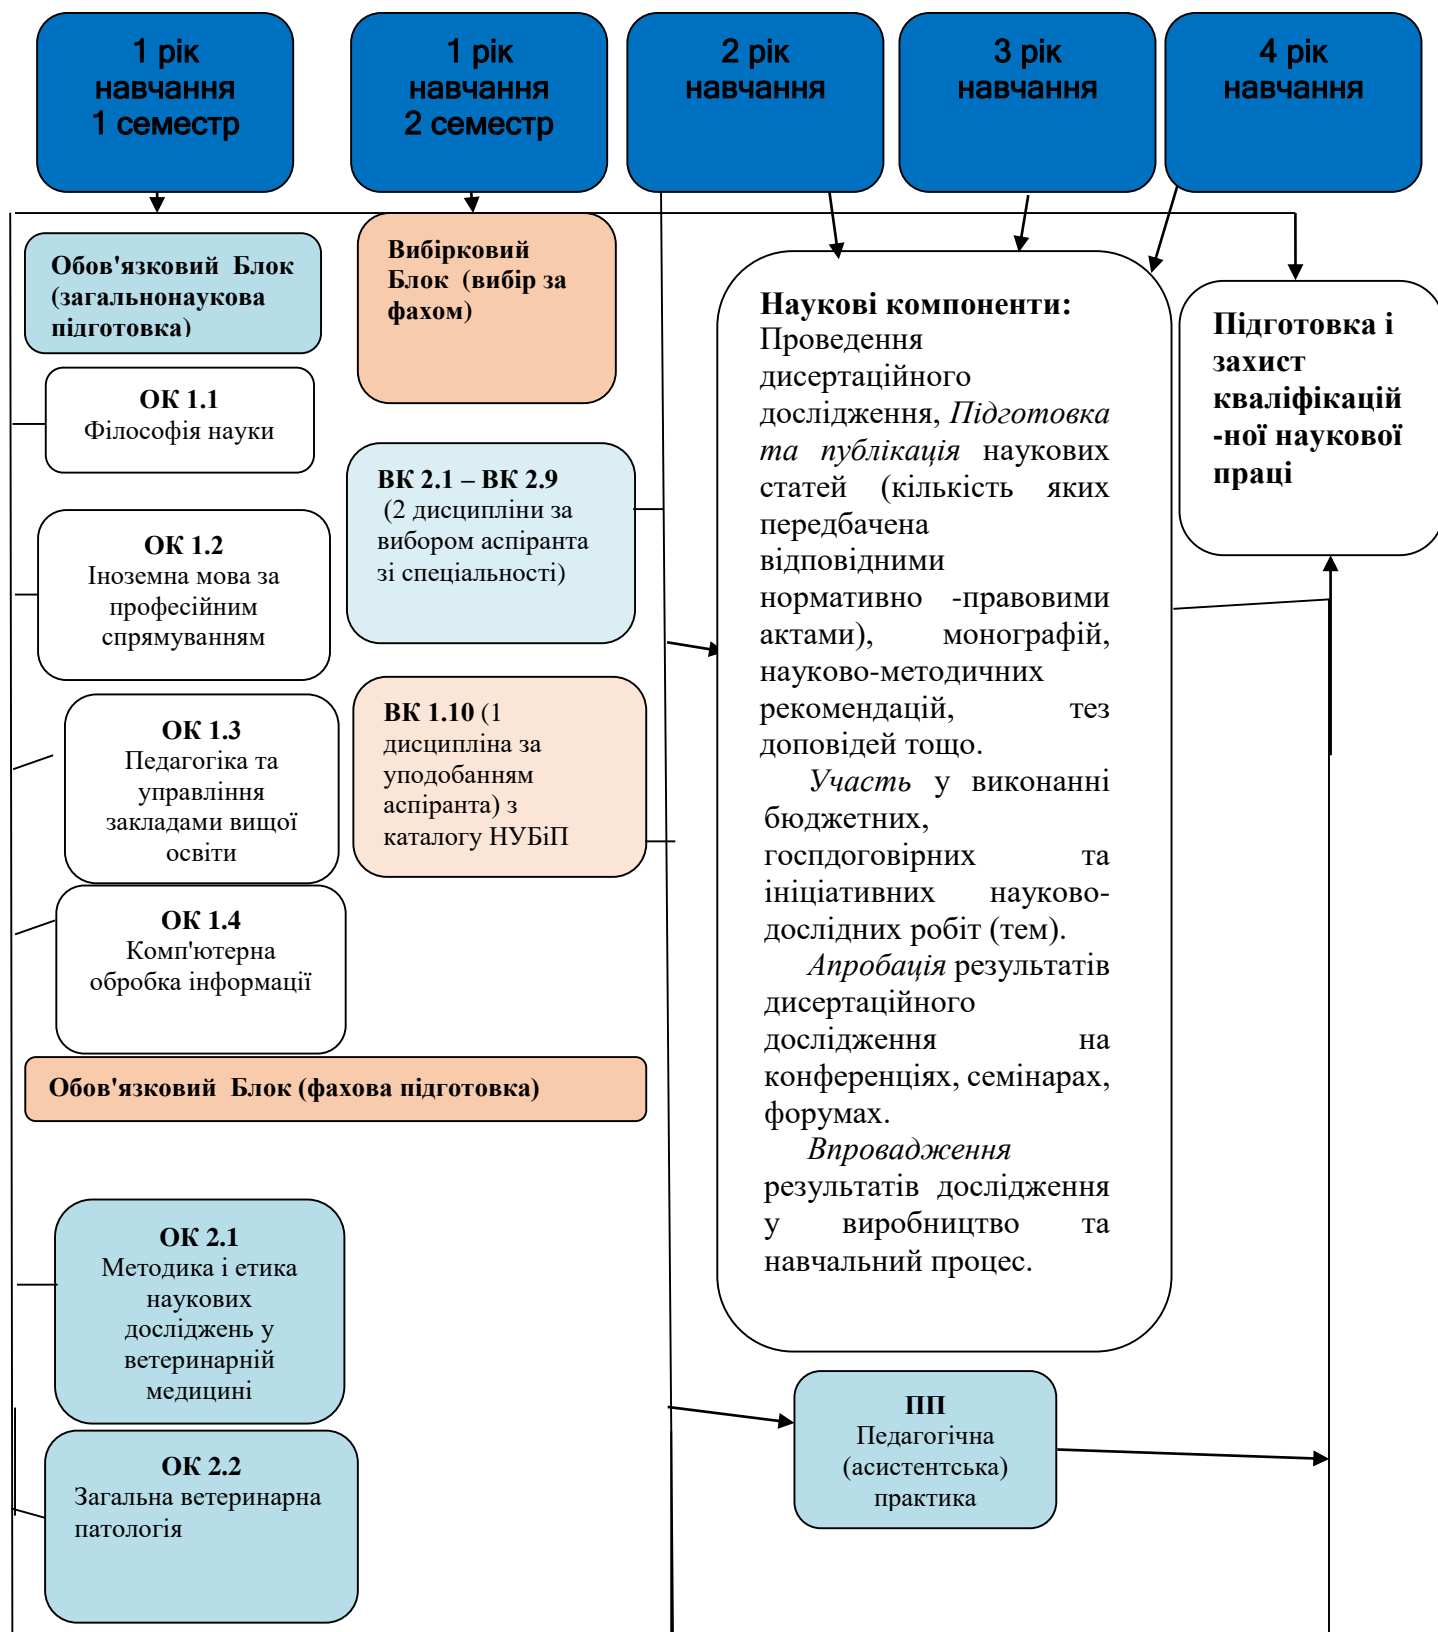 1 рік
навчання
1 семестр
1 рік
навчання
2 семестр
2 рік
навчання
3 рік
навчання
4 рік
навчання
Обов'язковий Блок
(загальнонаукова
підготовка)
ОК 1.1
Філософія науки
ОК 1.2
Іноземна мова за
професійним
спрямуванням
ОК 1.3
Педагогіка та
управління
закладами вищої
освіти
ОК 1.4
Комп'ютерна
обробка інформації
Вибірковий
Блок (вибір за
фахом)
ВК 2.1 – ВК 2.9
(2 дисципліни за
вибором аспіранта
зі спеціальності)
ВК 1.10 (1
дисципліна за
уподобанням
аспіранта) з
каталогу НУБіП
Обов'язковий Блок (фахова підготовка)
ОК 2.1
Методика і етика
наукових
досліджень у
ветеринарній
медицині
ОК 2.2
Загальна ветеринарна
патологія
Наукові компоненти:
Проведення
дисертаційного
дослідження, Підготовка
та публікація наукових
статей (кількість яких
передбачена
відповідними
нормативно -правовими
актами), монографій,
науково-методичних
рекомендацій, тез
доповідей тощо.
Участь у виконанні
бюджетних,
госпдоговірних та
ініціативних науково-
дослідних робіт (тем).
Апробація результатів
дисертаційного
дослідження на
конференціях, семінарах,
форумах.
Впровадження
результатів дослідження
у виробництво та
навчальний процес.
ПП
Педагогічна
(асистентська)
практика
Підготовка і
захист
кваліфікацій
-ної наукової
праці